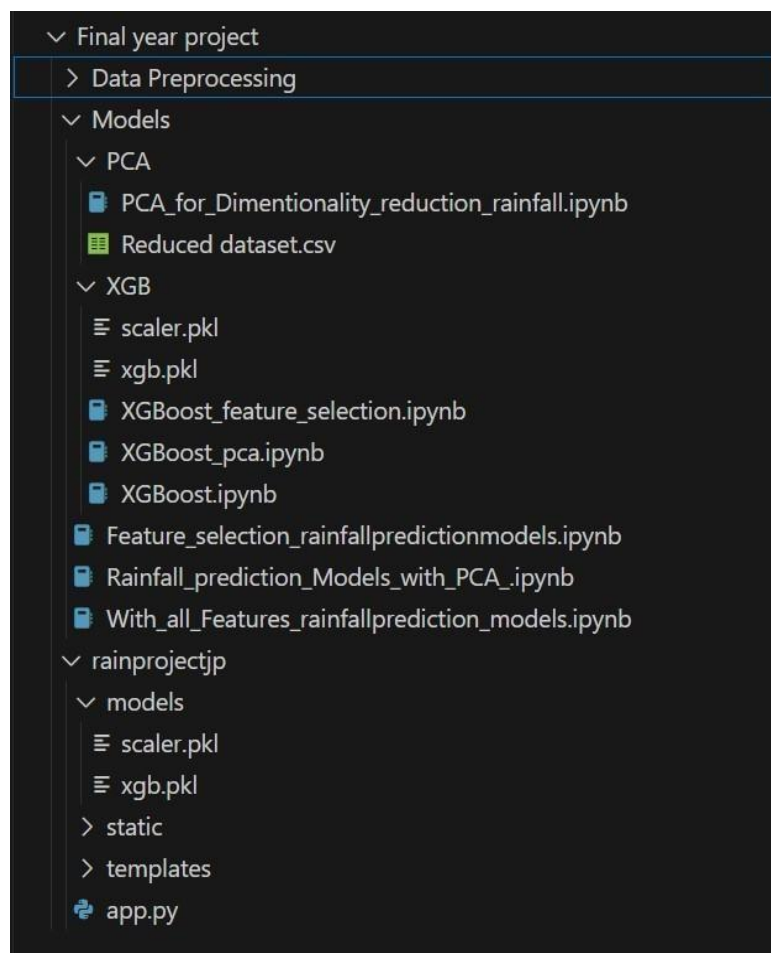 Final year project
Data Preprocessing
Models
PCA
PCA_for_Dimentionality_reduction_rainfall.ipynb
Reduced dataset.csv
XGB
scaler.pkl
xgb.pkl
XGBoost_feature_selection.ipynb
XGBoost_pca.ipynb
XGBoost.ipynb
Feature_selection_rainfallpredictionmodels.ipynb
Rainfall_prediction_Models_with_PCA_.ipynb
With_all_Features_rainfallprediction_models.ipynb
rainprojectjp
models
scaler.pkl
xgb.pkl
static
templates
app.py